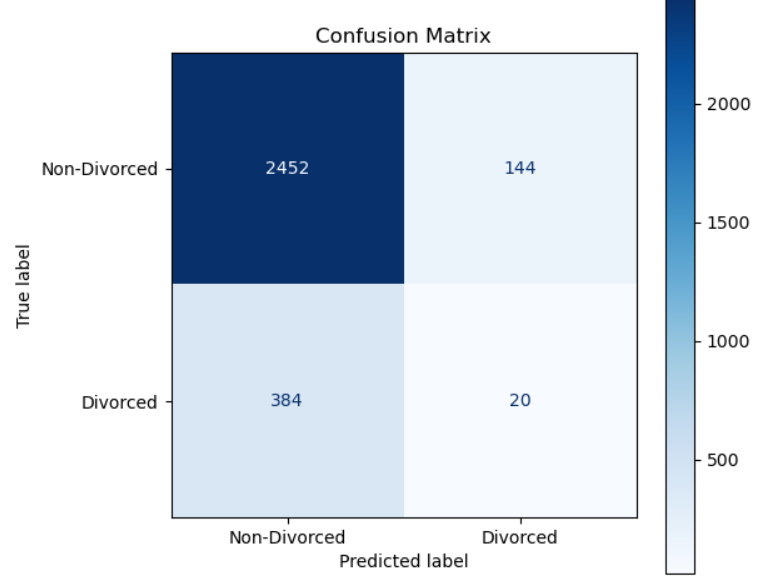 Confusion Matrix
True label
Non-Divorced
2452
144
Divorced
384
20
Non-Divorced
Divorced
Predicted label
2000
1500
1000
500